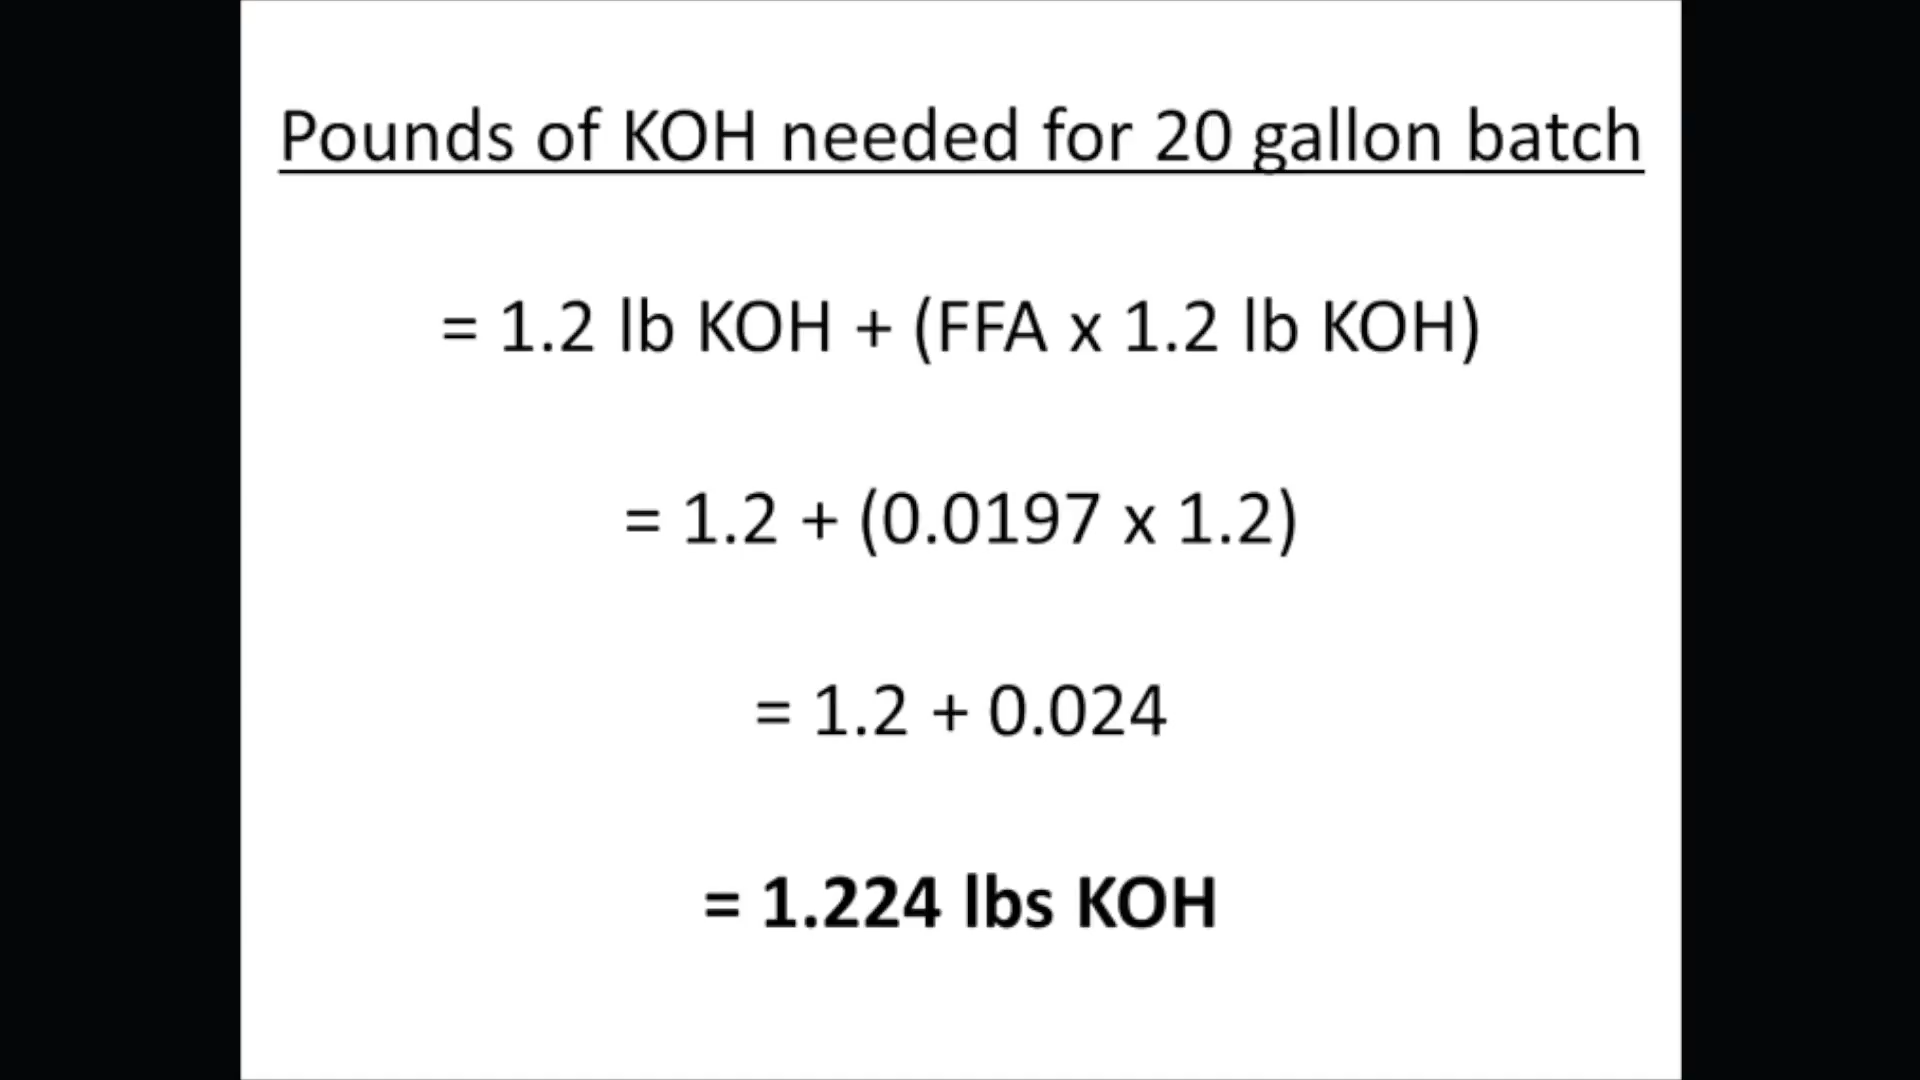 Pounds of KOH needed for 20 gallon batch
= 1.2 lb KOH + (FFA x 1.2 lb KOH)
= 1.2 + (0.0197 x 1.2)
= 1.2 + 0.024
= 1.224 lbs KOH